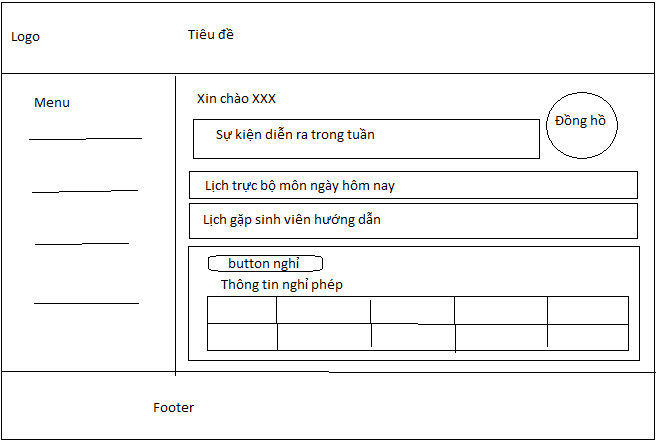 Logo
Tiêu đề
Menu
Xin chào XXX
Sự kiện diễn ra trong tuần
Đồng hồ
Lịch trực bộ môn ngày hôm nay
Lịch gặp sinh viên hướng dẫn
button nghỉ
Thông tin nghỉ phép
Footer